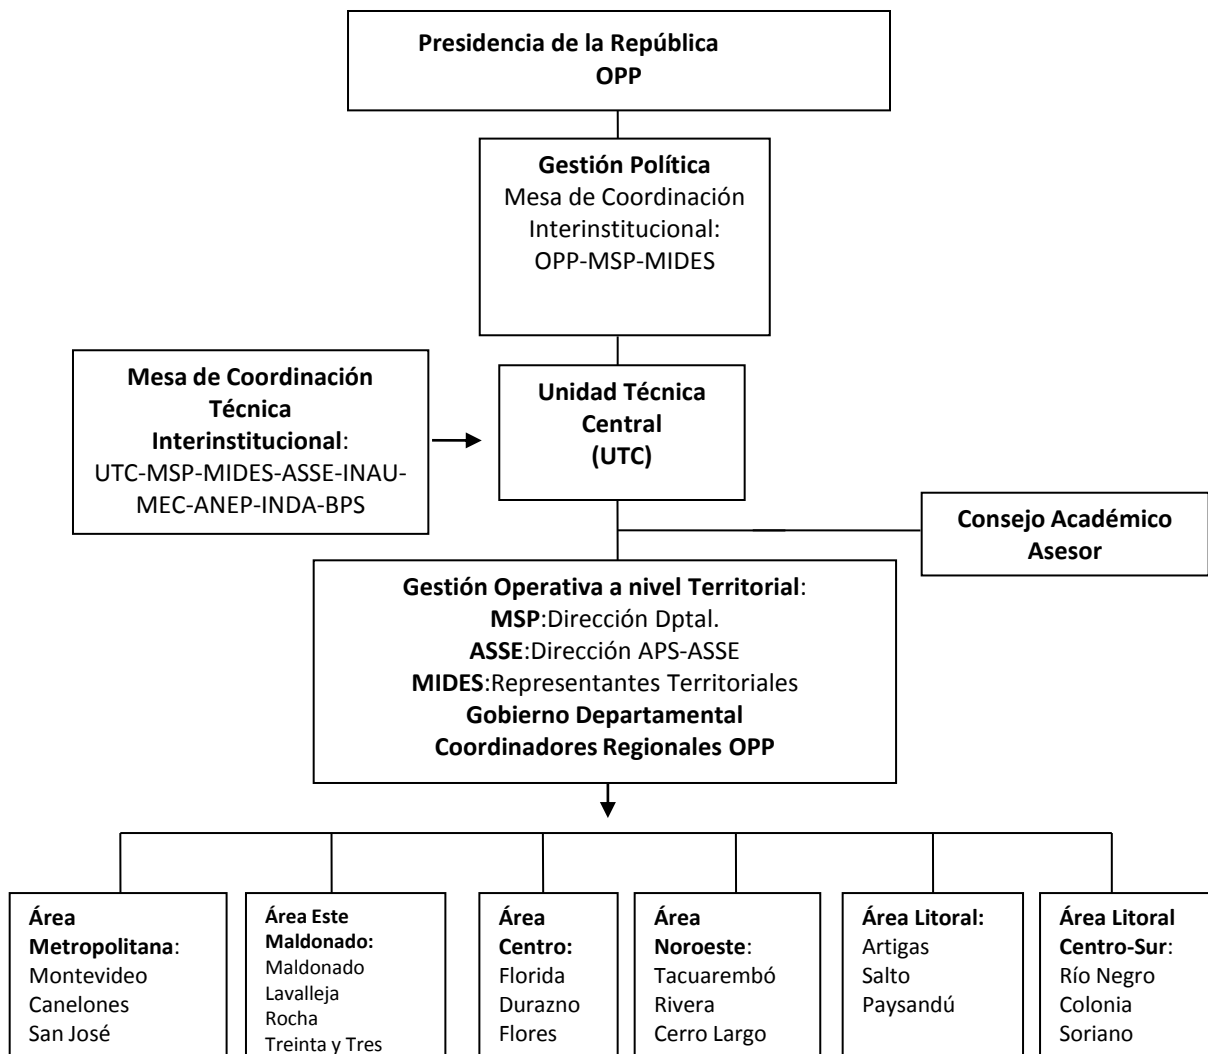 Presidencia de la República
OPP
Gestión Política
Mesa de Coordinación
Interinstitucional:
OPP-MSP-MIDES
Mesa de Coordinación
Técnica
Interinstitucional:
UTC-MSP-MIDES-ASSE-INAU-
MEC-ANEP-INDA-BPS
Unidad Técnica
Central
(UTC)
Consejo Académico
Asesor
Gestión Operativa a nivel Territorial:
MSP:Dirección Dptal.
ASSE:Dirección APS-ASSE
MIDES:Representantes Territoriales
Gobierno Departamental
Coordinadores Regionales OPP
Área
Metropolitana:
Montevideo
Canelones
San José
Área Este
Maldonado:
Maldonado
Lavalleja
Rocha
Treinta y Tres
Área
Centro:
Florida
Durazno
Flores
Área
Noroeste:
Tacuarembó
Rivera
Cerro Largo
Área Litoral:
Artigas
Salto
Paysandú
Área Litoral
Centro-Sur:
Río Negro
Colonia
Soriano